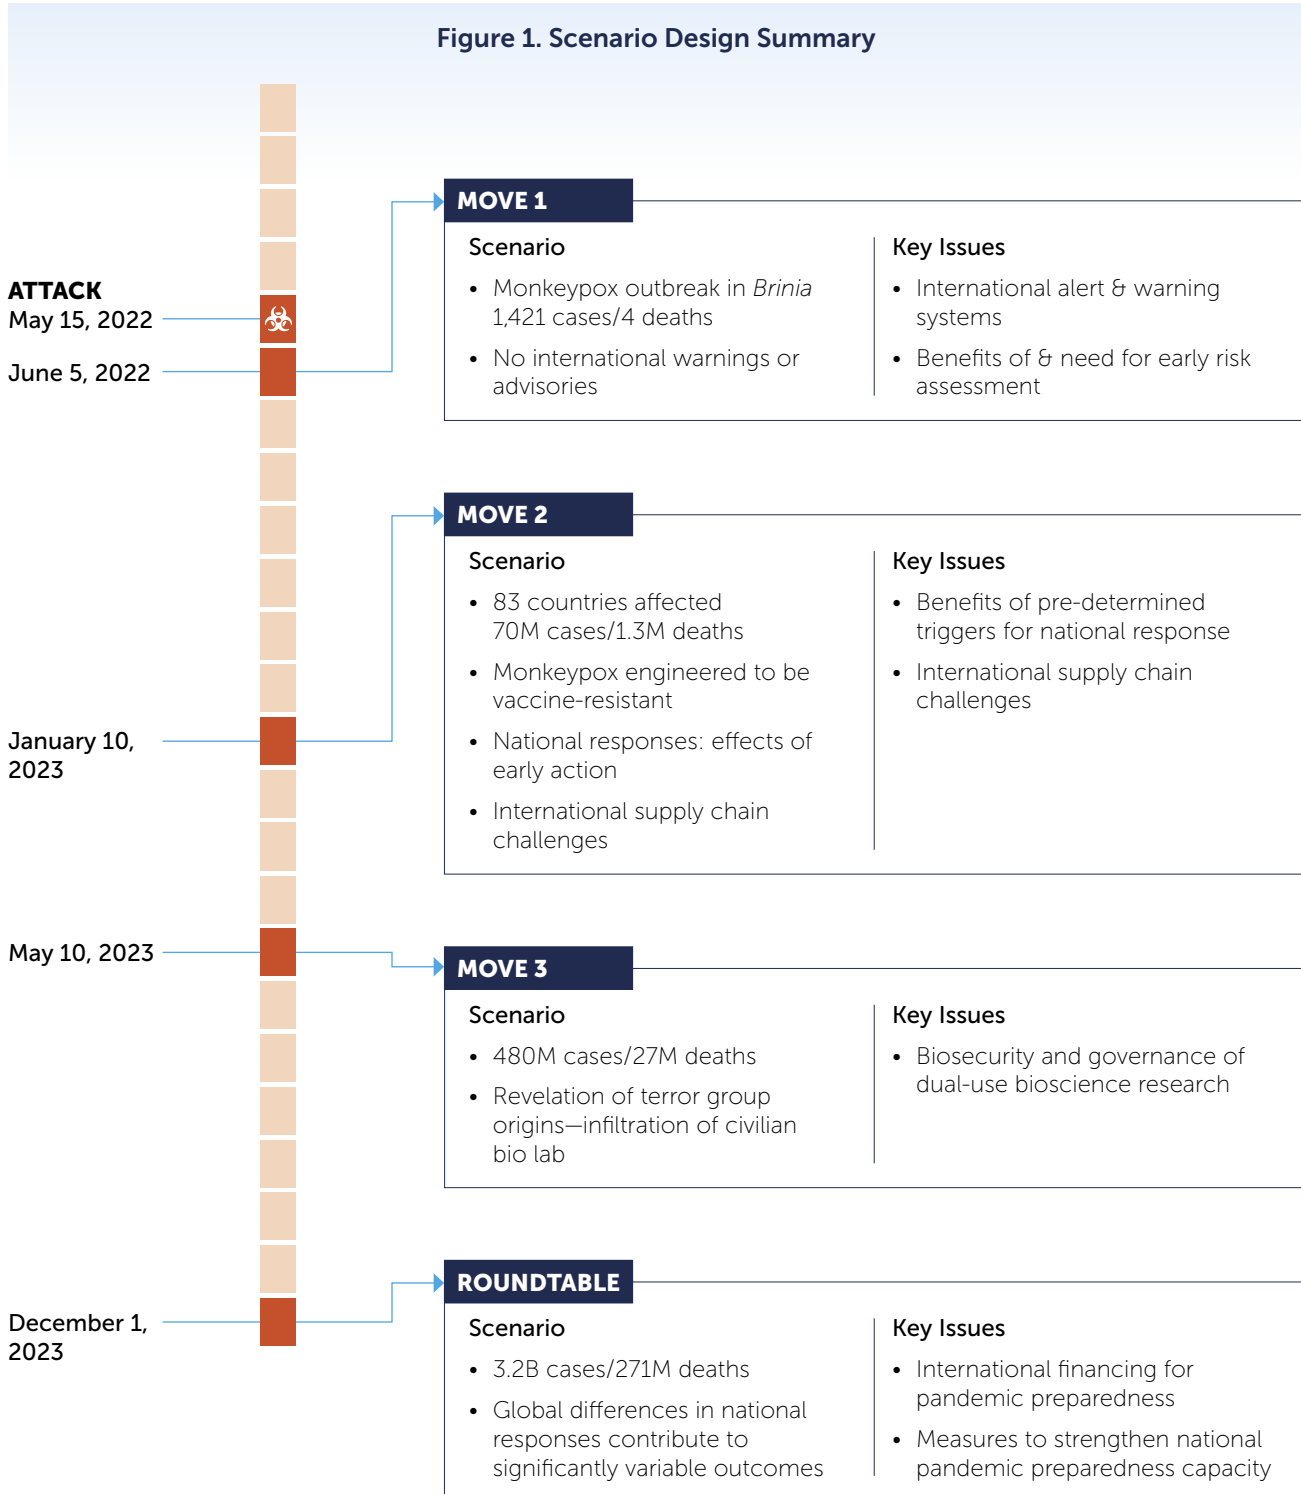 Figure 1. Scenario Design Summary
ATTACK
May 15, 2022
June 5, 2022
MOVE 1
Scenario
• Monkeypox outbreak in Brinia
1,421 cases/4 deaths
• No international warnings or
advisories
Key Issues
• International alert & warning
systems
• Benefits of & need for early risk
assessment
January 10,
2023
MOVE 2
Scenario
• 83 countries affected
70M cases/1.3M deaths
• Monkeypox engineered to be
vaccine-resistant
• National responses: effects of
early action
• International supply chain
challenges
Key Issues
• Benefits of pre-determined
triggers for national response
• International supply chain
challenges
May 10, 2023
MOVE 3
Scenario
• 480M cases/27M deaths
• Revelation of terror group
origins—infiltration of civilian
bio lab
Key Issues
• Biosecurity and governance of
dual-use bioscience research
December 1,
2023
ROUNDTABLE
Scenario
• 3.2B cases/271M deaths
• Global differences in national
responses contribute to
significantly variable outcomes
Key Issues
• International financing for
pandemic preparedness
• Measures to strengthen national
pandemic preparedness capacity